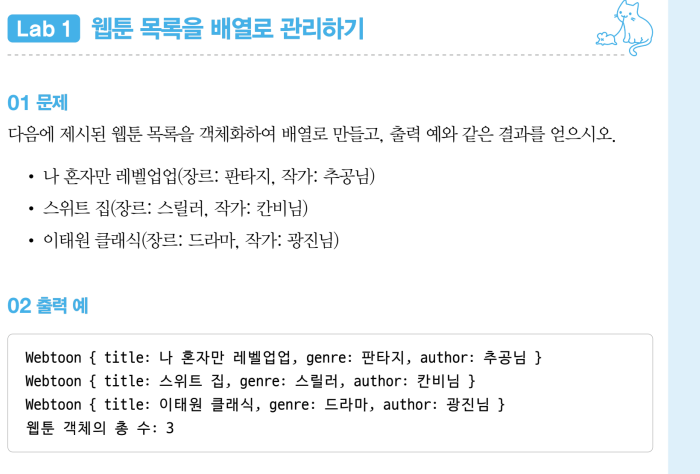 Lab 1 웹툰 목록을 배열로 관리하기
01 문제
다음에 제시된 웹툰 목록을 객체화하여 배열로 만들고, 출력 예와 같은 결과를 얻으시오.
• 나 혼자만 레벨업업(장르: 판타지, 작가: 추공님)
• 스위트 집(장르: 스릴러, 작가: 칸비님)
• 이태원 클래식(장르: 드라마, 작가: 광진님)
02 출력 예
Webtoon { title: 나 혼자만 레벨업업, genre: 판타지, author: 추공님 }
Webtoon { title: 스위트 집, genre: 스릴러, author: 칸비님 }
Webtoon { title: 이태원 클래식, genre: 드라마, author: 광진님 }
웹툰 객체의 총 수: 3